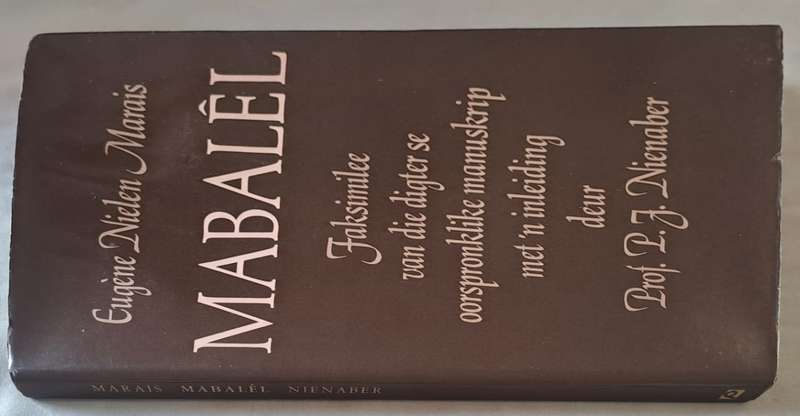 Eugène Nielen Marais
MABALÊL
Faksimilee
van die digter se
oorspronklike manuskrip
met 'n inleiding
deur
Prof. P. J. Nienaber
MARAIS MABALÊL NIENABER